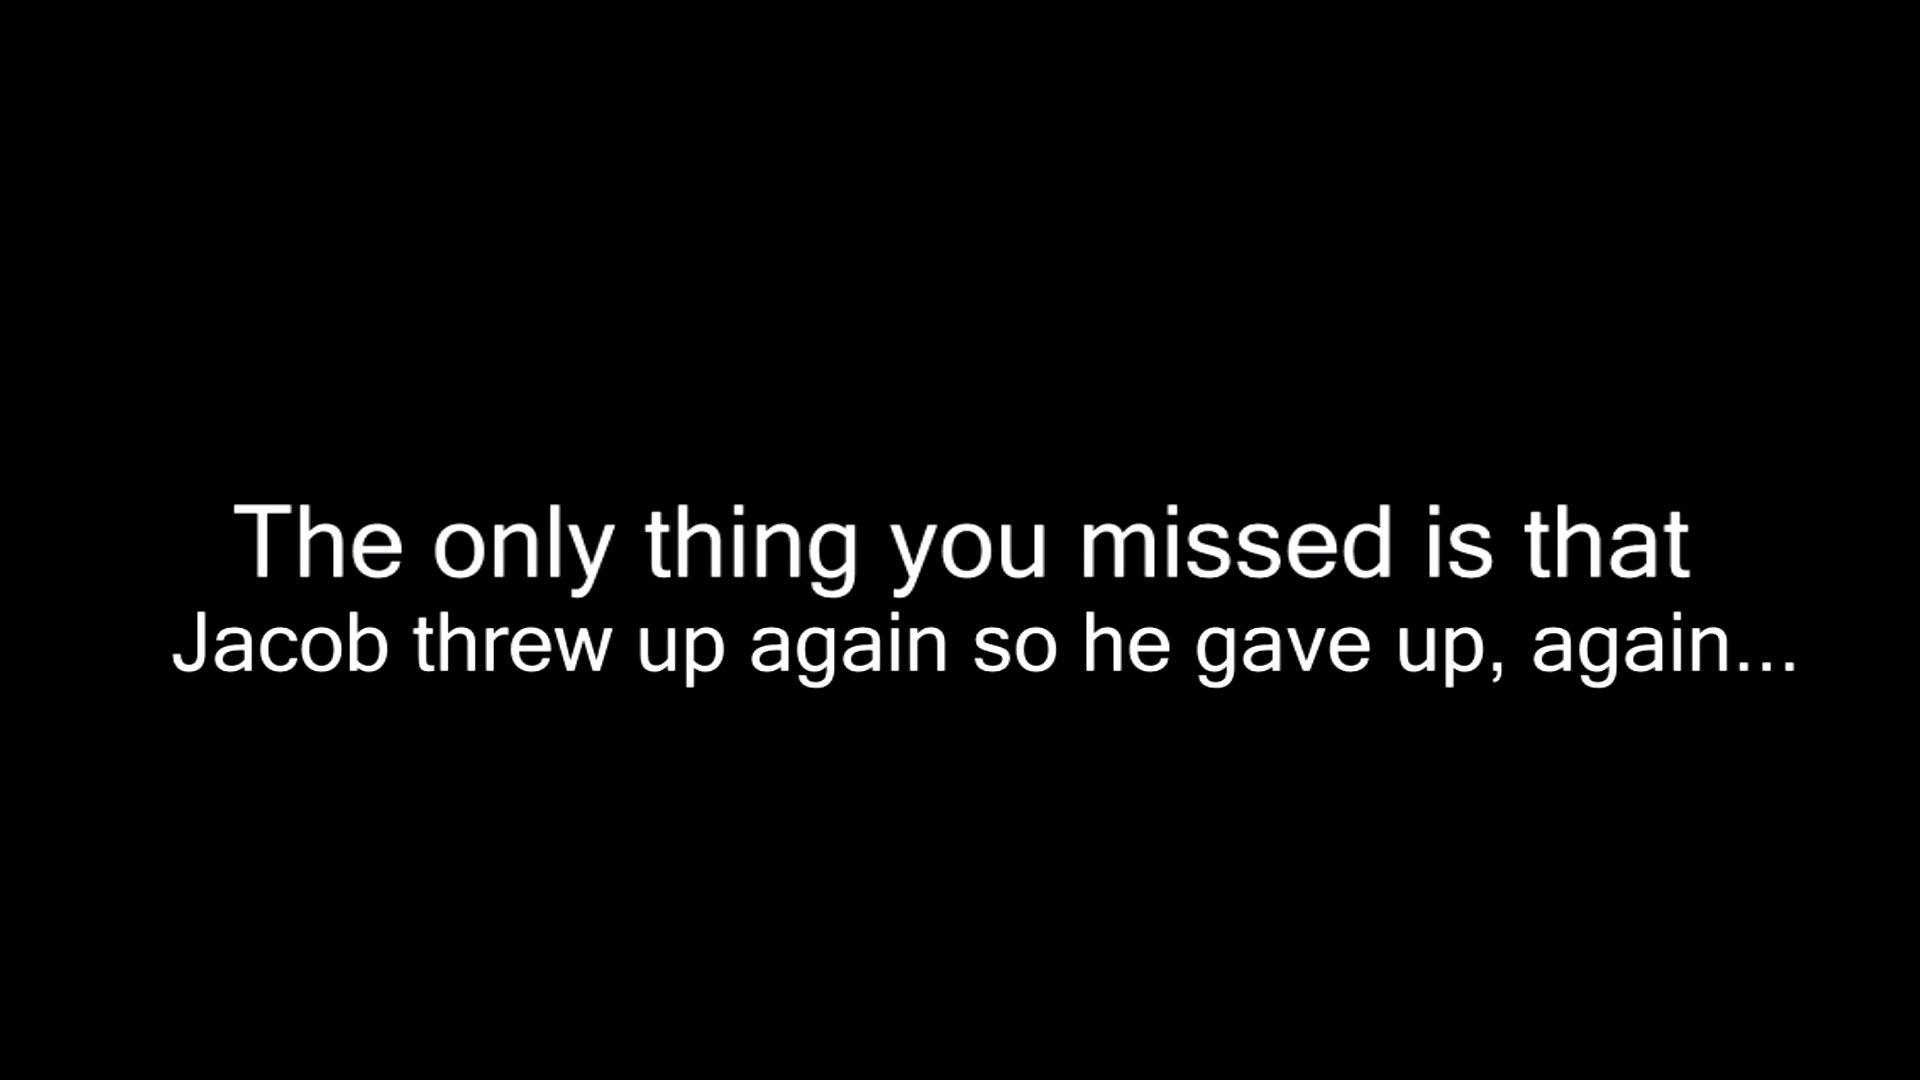 The only thing you missed is that
Jacob threw up again so he gave up, again...